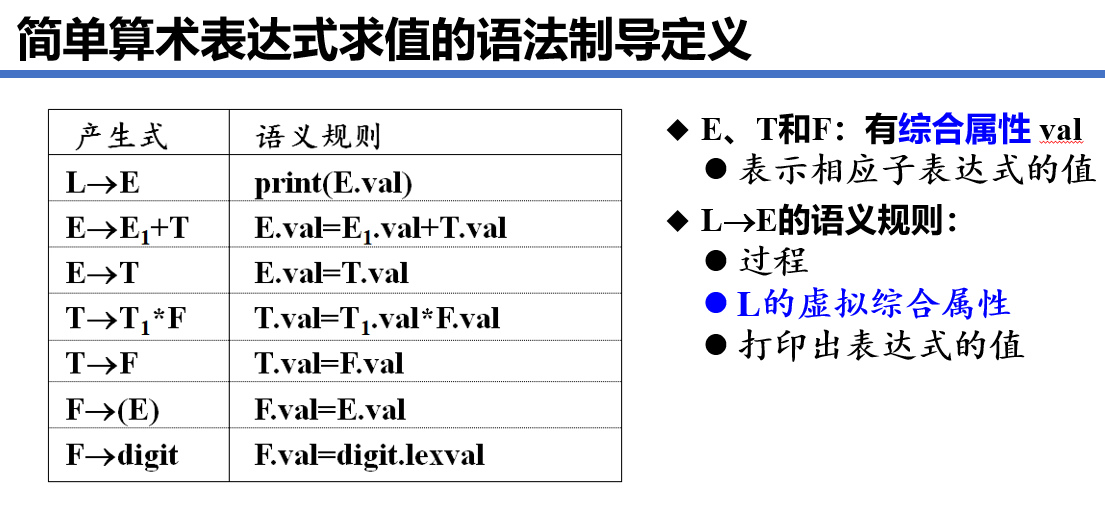 简单算术表达式求值的语法制导定义
产生式 语义规则
L→E print(E.val)
E→E₁+T E.val=E₁.val+T.val
E→T E.val=T.val
T→T₁*F T.val=T₁.val*F.val
T→F T.val=F.val
F→(E) F.val=E.val
F→digit F.val=digit.lexval
◆ E、T和F：有综合属性 val
● 表示相应子表达式的值
◆ L→E的语义规则：
● 过程
● L的虚拟综合属性
● 打印出表达式的值